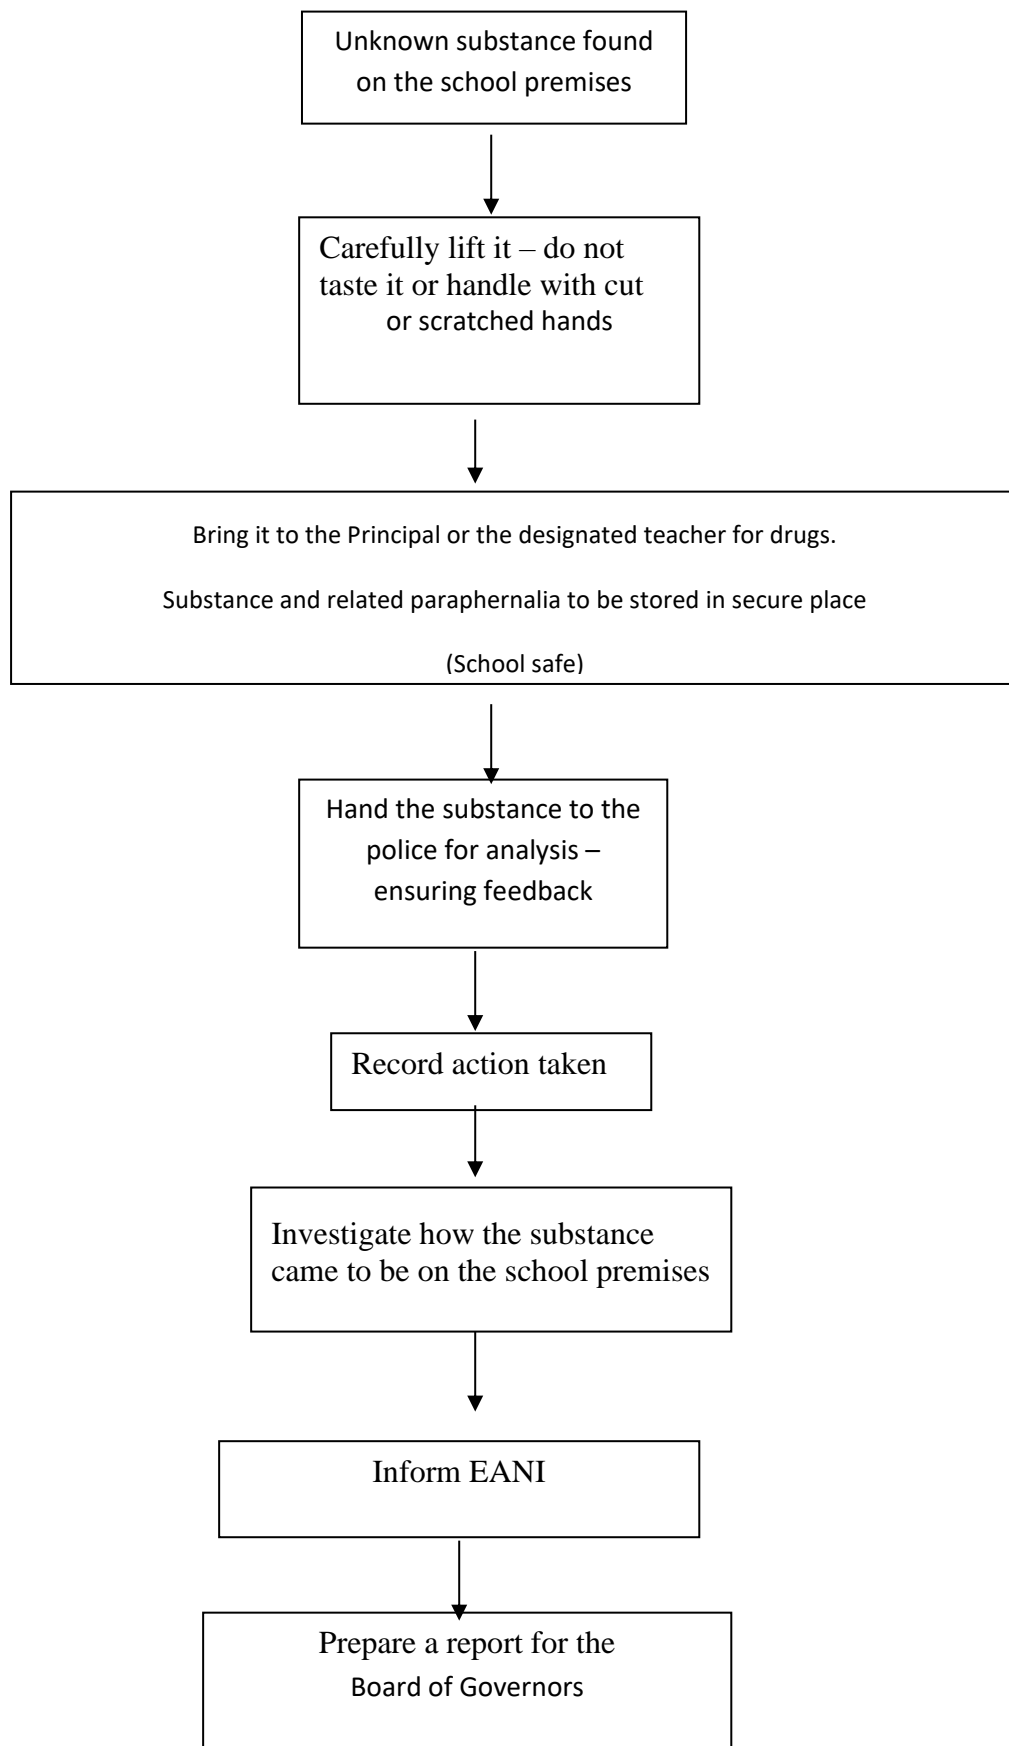 Unknown substance found
on the school premises
Carefully lift it – do not
taste it or handle with cut
or scratched hands
Bring it to the Principal or the designated teacher for drugs.
Substance and related paraphernalia to be stored in secure place
(School safe)
Hand the substance to the
police for analysis –
ensuring feedback
Record action taken
Investigate how the substance
came to be on the school premises
Inform EANI
Prepare a report for the
Board of Governors